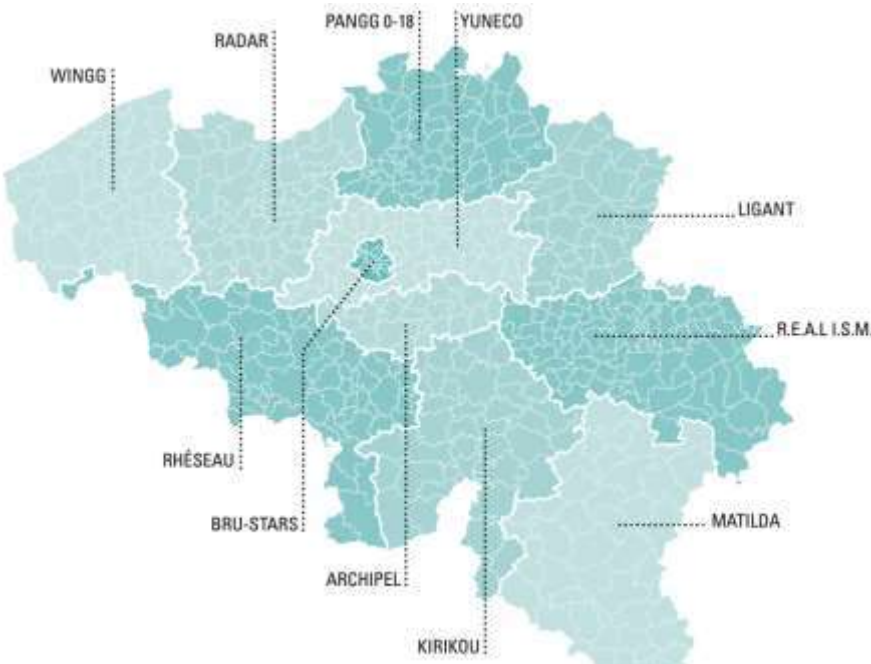 PANGG 0-18
YUNECO
RADAR
WINGG
LIGANT
R.E.A.L I.S.M.
RHÉSEAU
BRU-STARS
MATILDA
ARCHIPEL
KIRIKOU